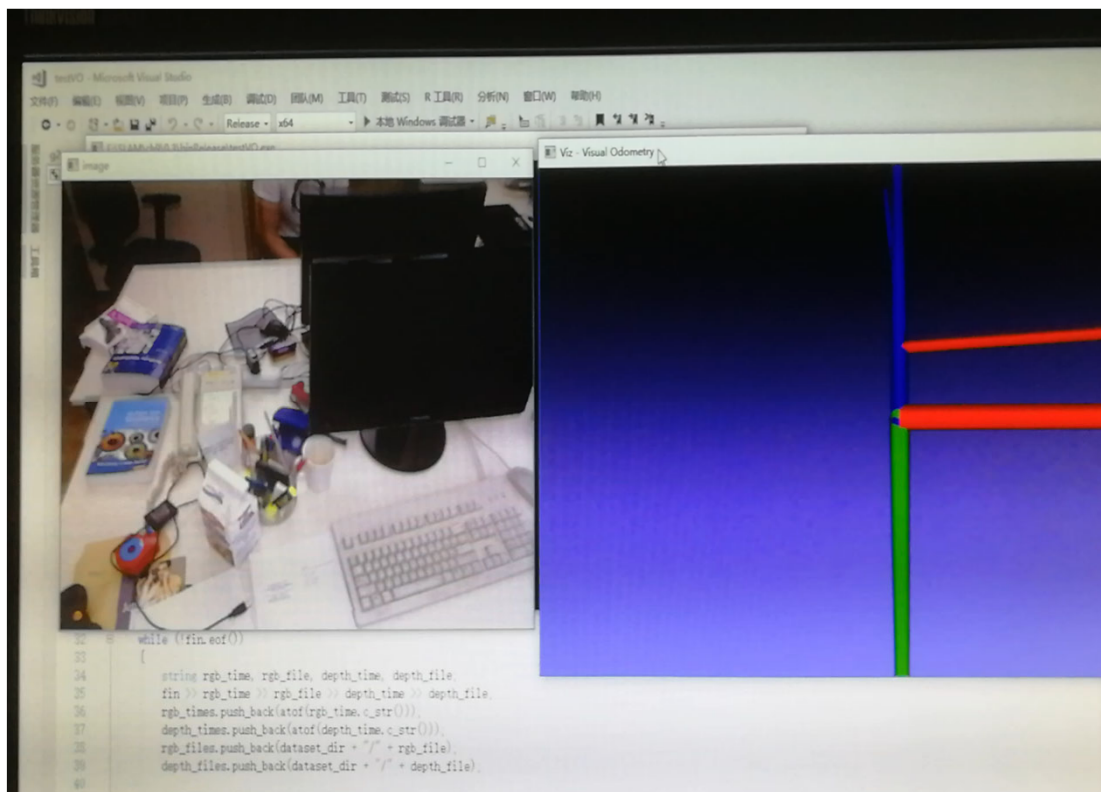 testVO - Microsoft Visual Studio
文件(F) 编辑(E) 视图(V) 项目(P) 生成(B) 调试(D) 团队(M) 工具(T) 测试(S) R 工具(R) 分析(N) 窗口(W) 帮助(H)
Release x64 本地 Windows 调试器
image
Viz - Visual Odometry
工具箱
32 while (!fin.eof())
33 {
34 string rgb_time, rgb_file, depth_time, depth_file;
35 fin >> rgb_time >> rgb_file >> depth_time >> depth_file;
36 rgb_times.push_back(atof(rgb_time.c_str()));
37 depth_times.push_back(atof(depth_time.c_str()));
38 rgb_files.push_back(dataset_dir + "/" + rgb_file);
39 depth_files.push_back(dataset_dir + "/" + depth_file);
40